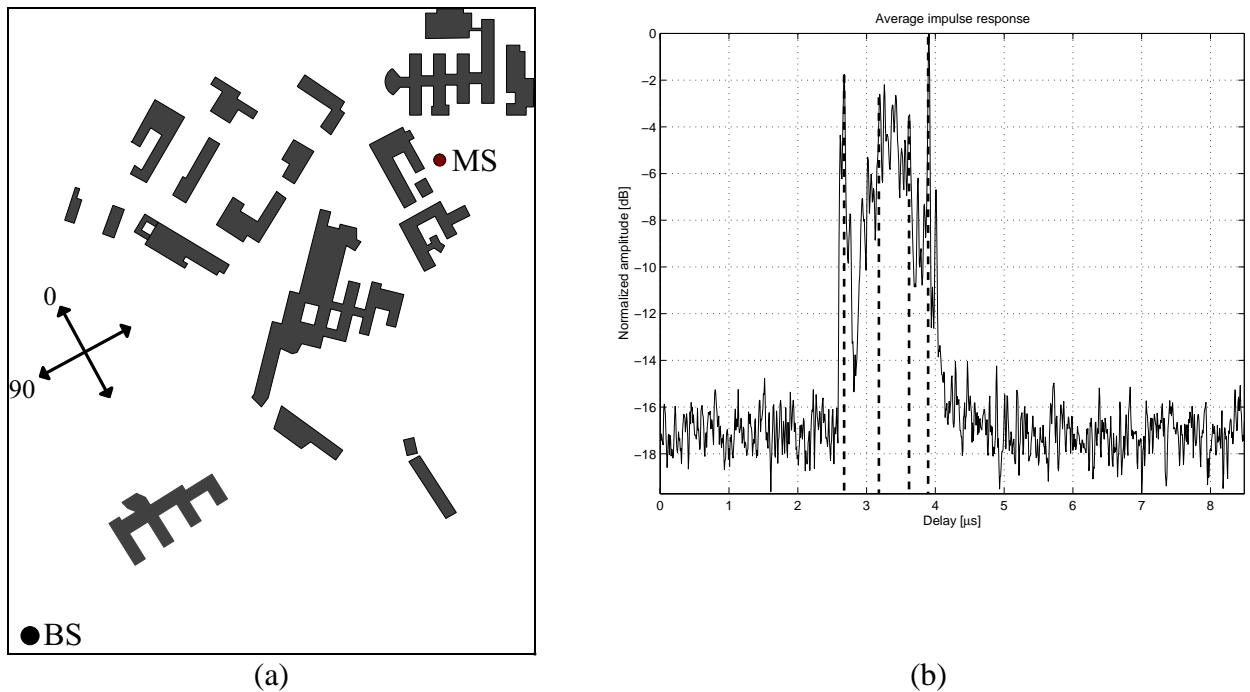 MS
0
90
BS
(a)
Average impulse response
0
−2
−4
−6
−8
−10
−12
−14
−16
−18
Normalized amplitude [dB]
0 1 2 3 4 5 6 7 8
Delay [μs]
(b)